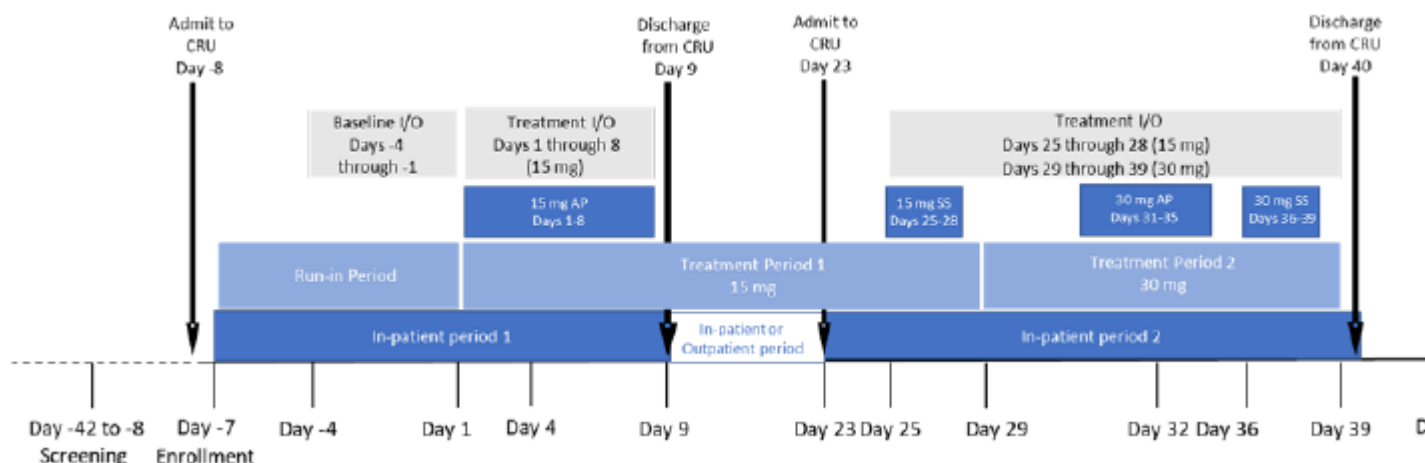 Admit to
CRU
Day -8
Discharge
from CRU
Day 9
Admit to
CRU
Day 23
Discharge
from CRU
Day 40
Baseline I/O
Days -4
through -1
Treatment I/O
Days 1 through 8
(15 mg)
Treatment I/O
Days 25 through 28 (15 mg)
Days 29 through 39 (30 mg)
15 mg AP
Days 1-8
15 mg SS
Days 25-28
30 mg AP
Days 31-35
30 mg SS
Days 36-39
Run-in Period
Treatment Period 1
15 mg
Treatment Period 2
30 mg
In-patient period 1
In-patient or
Outpatient period
In-patient period 2
Day -42 to -8
Screening
Day -7
Enrollment
Day -4
Day 1
Day 4
Day 9
Day 23
Day 25
Day 29
Day 32
Day 36
Day 39